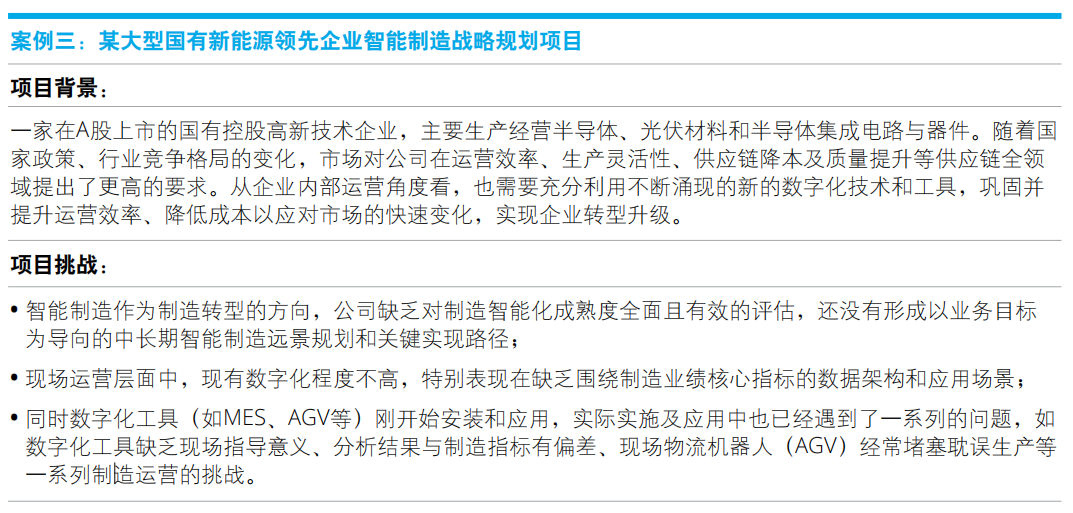 案例三：某大型国有新能源领先企业智能制造战略规划项目
项目背景：
一家在A股上市的国有控股高新技术企业，主要生产经营半导体、光伏材料和半导体集成电路与器件。随着国
家政策、行业竞争格局的变化，市场对公司在运营效率、生产灵活性、供应链降本及质量提升等供应链全领
域提出了更高的要求。从企业内部运营角度看，也需要充分利用不断涌现的新的数字化技术和工具，巩固并
提升运营效率、降低成本以应对市场的快速变化，实现企业转型升级。
项目挑战：
• 智能制造作为制造转型的方向，公司缺乏对制造智能化成熟度全面且有效的评估，还没有形成以业务目标
为导向的中长期智能制造远景规划和关键实现路径；
• 现场运营层面中，现有数字化程度不高，特别表现在缺乏围绕制造业绩核心指标的数据架构和应用场景；
• 同时数字化工具（如MES、AGV等）刚开始安装和应用，实际实施及应用中也已经遇到了一系列的问题，如
数字化工具缺乏现场指导意义、分析结果与制造指标有偏差、现场物流机器人（AGV）经常堵塞耽误生产等
一系列制造运营的挑战。